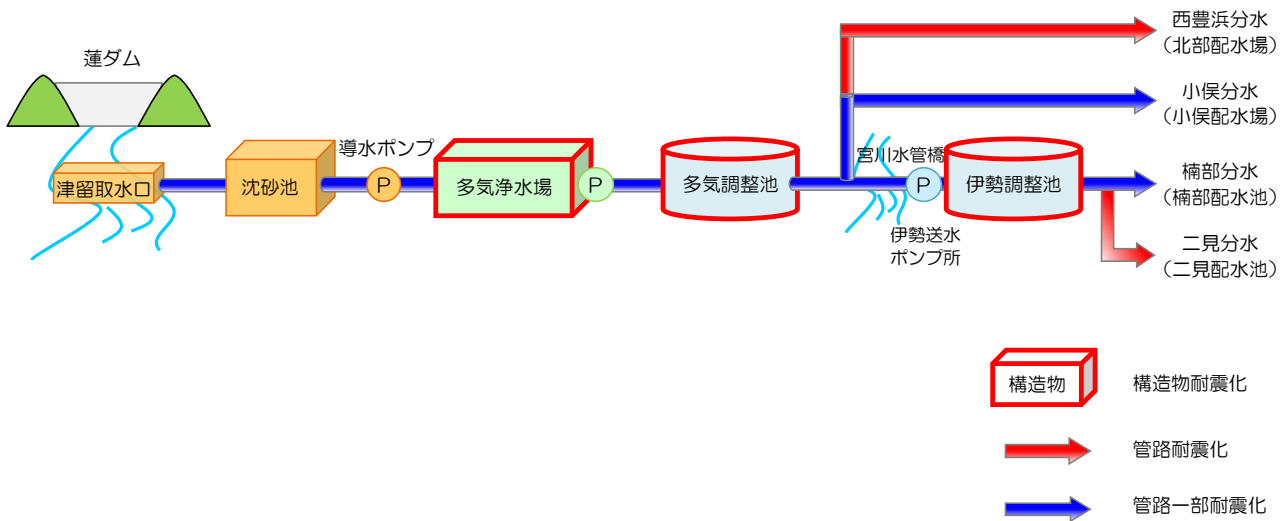 蓮ダム
津留取水口
沈砂池
導水ポンプ
P
多気浄水場
P
多気調整池
宮川水管橋
P
伊勢送水
ポンプ所
伊勢調整池
西豊浜分水
(北部配水場)
小俣分水
(小俣配水場)
楠部分水
(楠部配水池)
二見分水
(二見配水池)
構造物
構造物耐震化
管路耐震化
管路一部耐震化